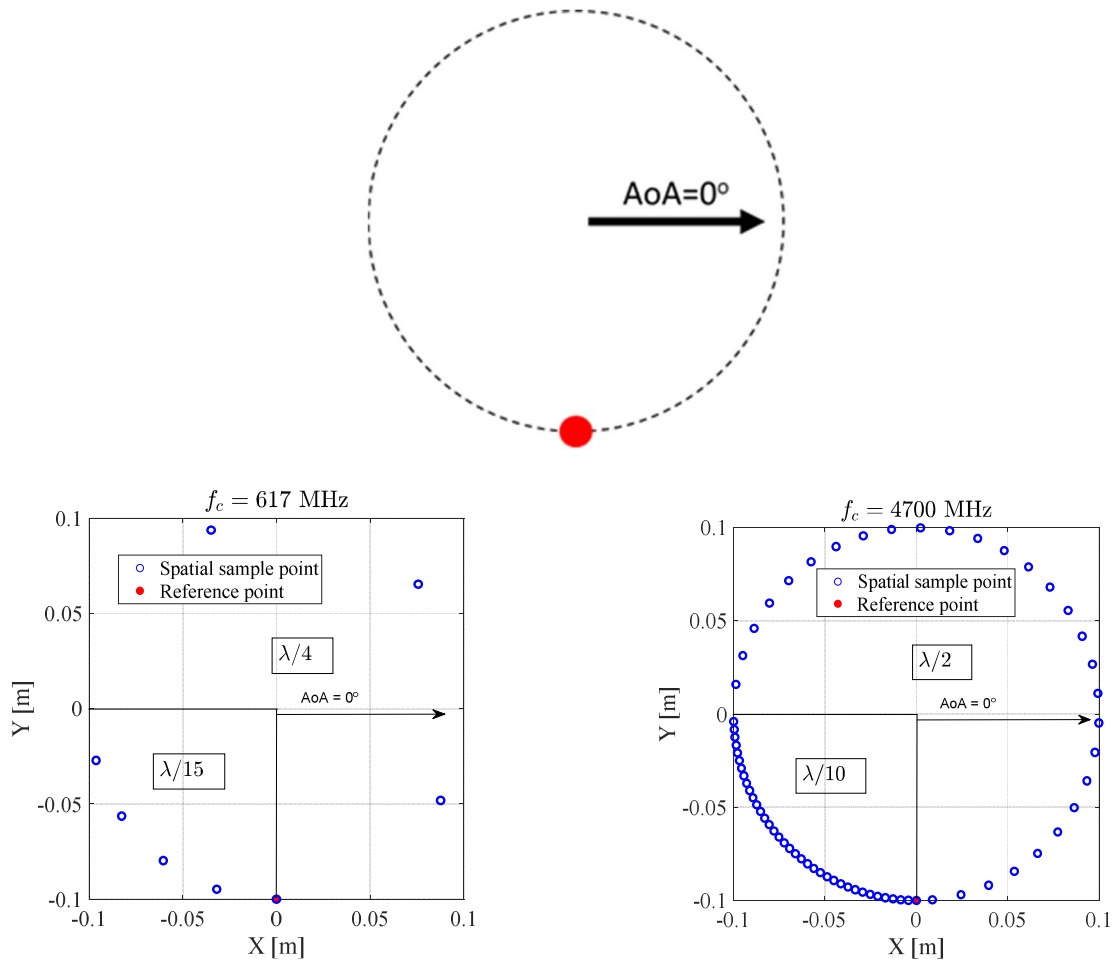 AoA=0°
f_c = 617 MHz
Spatial sample point
Reference point
λ/4
AoA = 0°
λ/15
0.1
0.05
0
-0.05
-0.1
Y [m]
-0.1
-0.05
0
0.05
0.1
X [m]
f_c = 4700 MHz
Spatial sample point
Reference point
λ/2
AoA = 0°
λ/10
0.1
0.05
0
-0.05
-0.1
Y [m]
-0.1
-0.05
0
0.05
0.1
X [m]